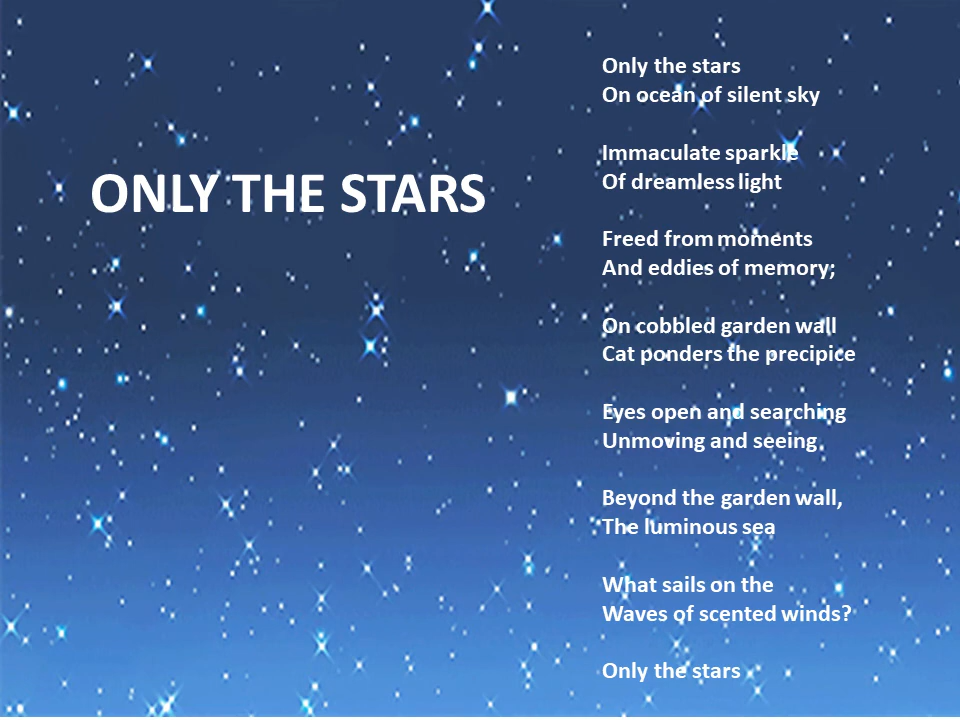 ONLY THE STARS
Only the stars
On ocean of silent sky
Immaculate sparkle
Of dreamless light
Freed from moments
And eddies of memory;
On cobbled garden wall
Cat ponders the precipice
Eyes open and searching
Unmoving and seeing
Beyond the garden wall,
The luminous sea
What sails on the
Waves of scented winds?
Only the stars